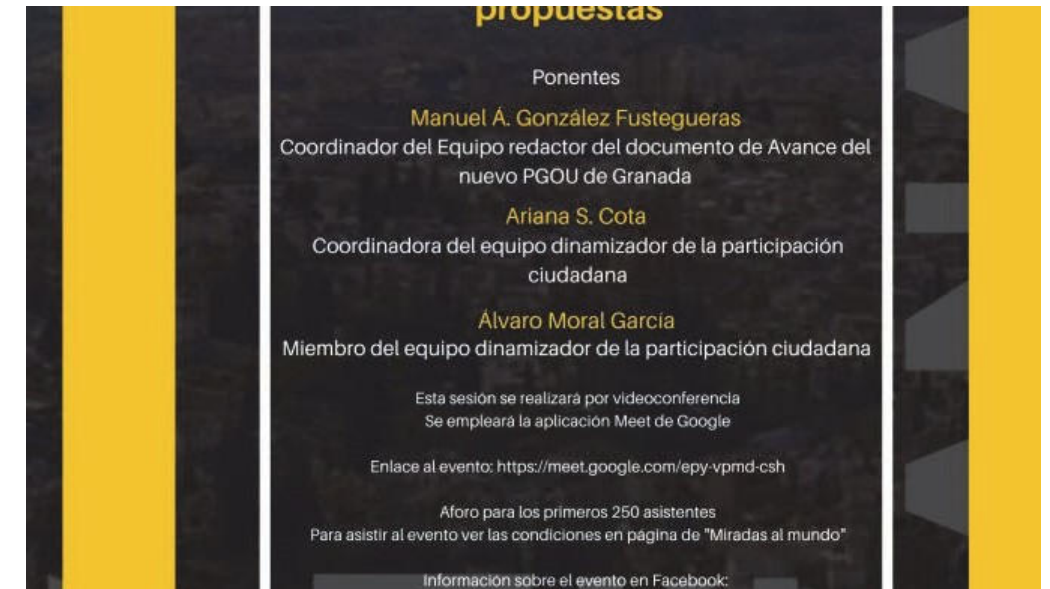 propuestas
Ponentes
Manuel Á. González Fustegueras
Coordinador del Equipo redactor del documento de Avance del
nuevo PGOU de Granada
Ariana S. Cota
Coordinadora del equipo dinamizador de la participación
ciudadana
Álvaro Moral García
Miembro del equipo dinamizador de la participación ciudadana
Esta sesión se realizará por videoconferencia
Se empleará la aplicación Meet de Google
Enlace al evento: https://meet.google.com/epy-vpmd-csh
Aforo para los primeros 250 asistentes
Para asistir al evento ver las condiciones en página de "Miradas al mundo"
Información sobre el evento en Facebook: